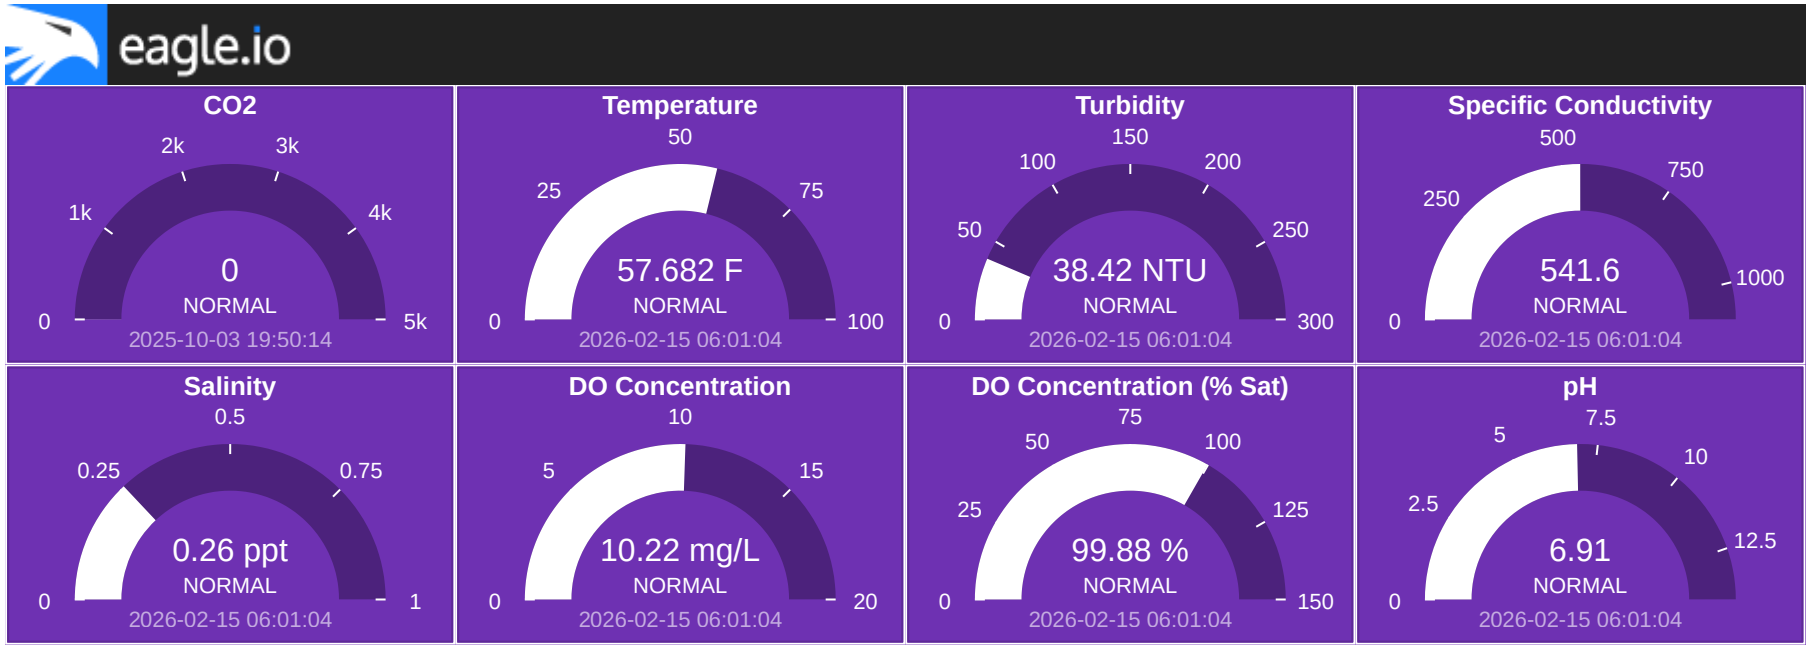 eagle.io
CO2
0
1k
2k
3k
4k
5k
0
NORMAL
2025-10-03 19:50:14
Temperature
0
25
50
75
100
57.682 F
NORMAL
2026-02-15 06:01:04
Turbidity
0
50
100
150
200
250
300
38.42 NTU
NORMAL
2026-02-15 06:01:04
Specific Conductivity
0
250
500
750
1000
541.6
NORMAL
2026-02-15 06:01:04
Salinity
0
0.25
0.5
0.75
1
0.26 ppt
NORMAL
2026-02-15 06:01:04
DO Concentration
0
5
10
15
20
10.22 mg/L
NORMAL
2026-02-15 06:01:04
DO Concentration (% Sat)
0
25
50
75
100
125
150
99.88 %
NORMAL
2026-02-15 06:01:04
pH
0
2.5
5
7.5
10
12.5
6.91
NORMAL
2026-02-15 06:01:04